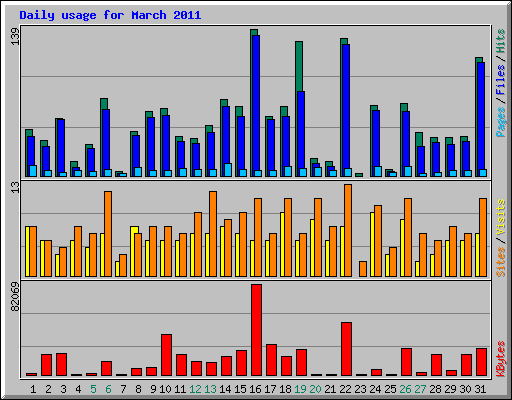 Daily usage for March 2011
139
Pages / Files / Hits
13
Sites / Visits
82069
KBytes
1 2 3 4 5 6 7 8 9 10 11 12 13 14 15 16 17 18 19 20 21 22 23 24 25 26 27 28 29 30 31